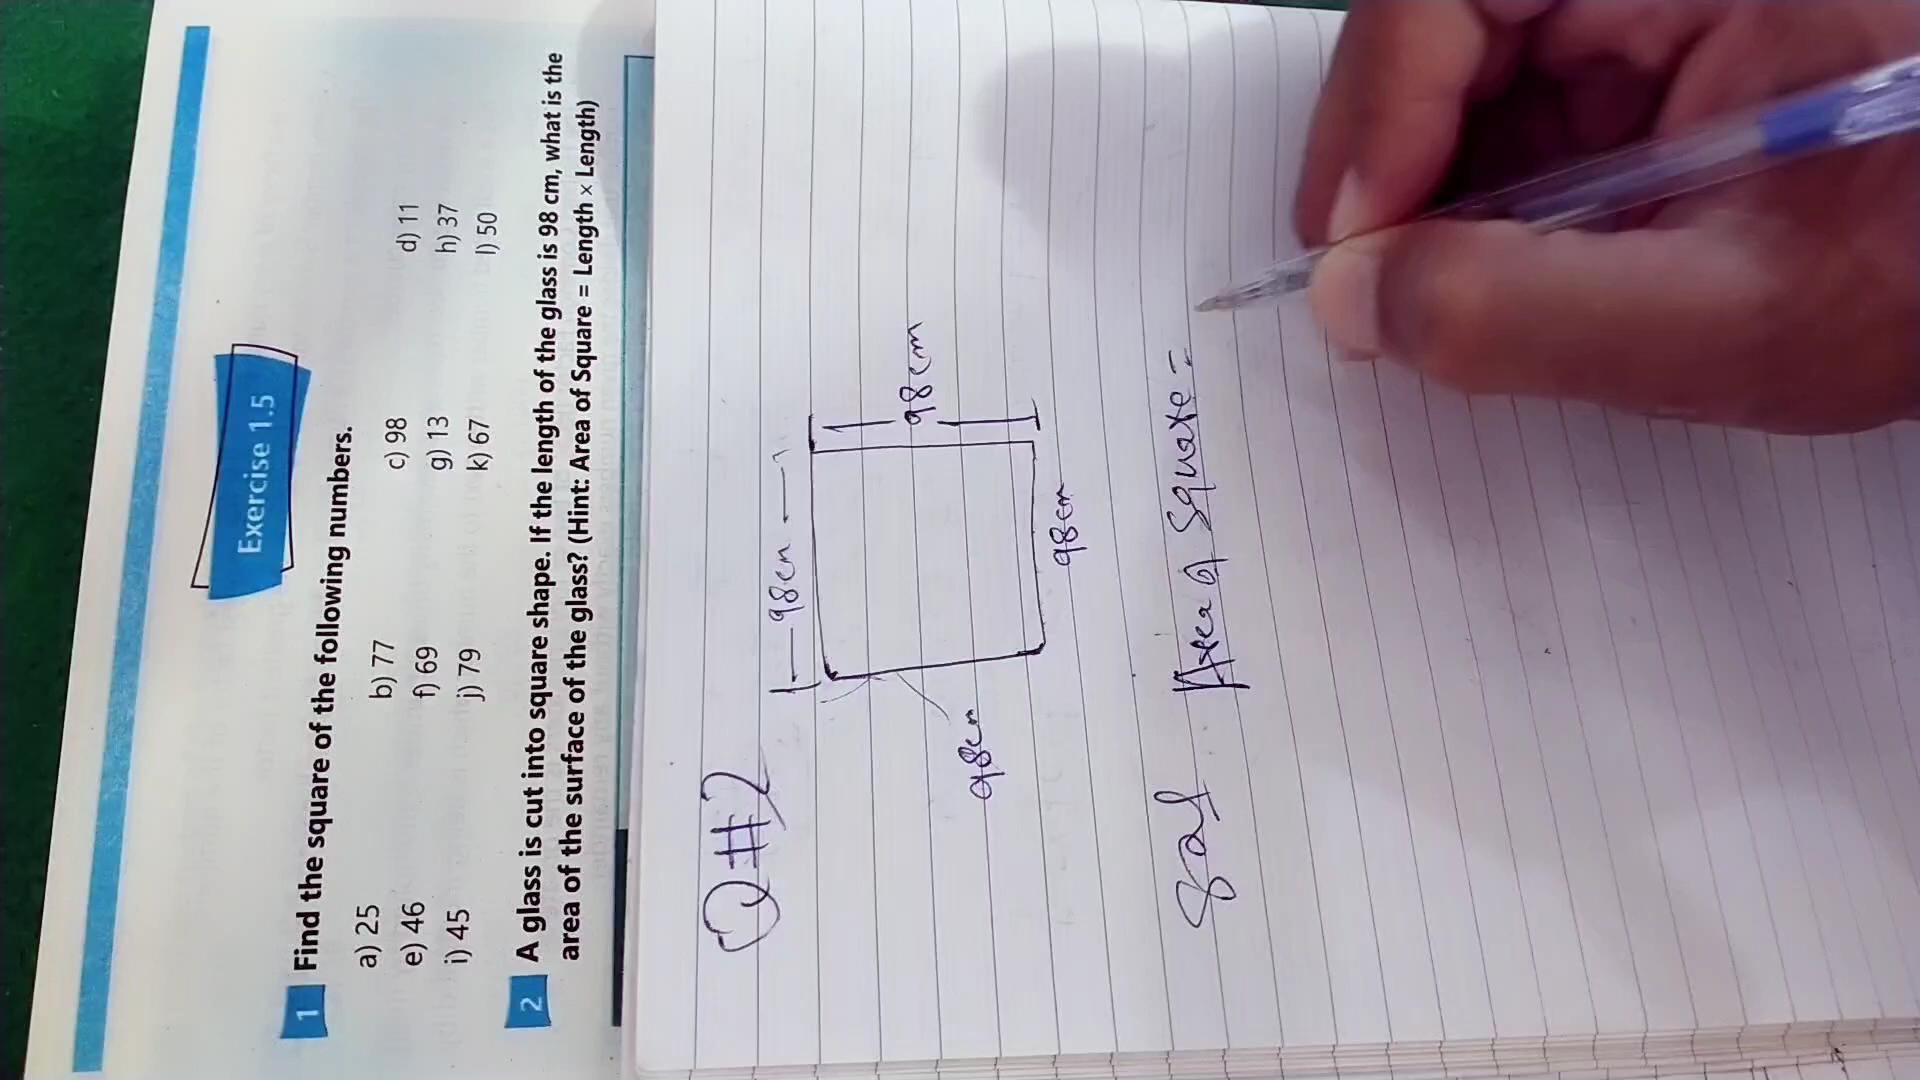 Exercise 1.5
1 Find the square of the following numbers.
a) 25 b) 77 c) 98 d) 11
e) 46 f) 69 g) 13 h) 37
i) 45 j) 79 k) 67 l) 50
2 A glass is cut into square shape. If the length of the glass is 98 cm, what is the
area of the surface of the glass? (Hint: Area of Square = Length × Length)
Q#2
98cm
98cm
98cm
98cm
Sol Area of Square =